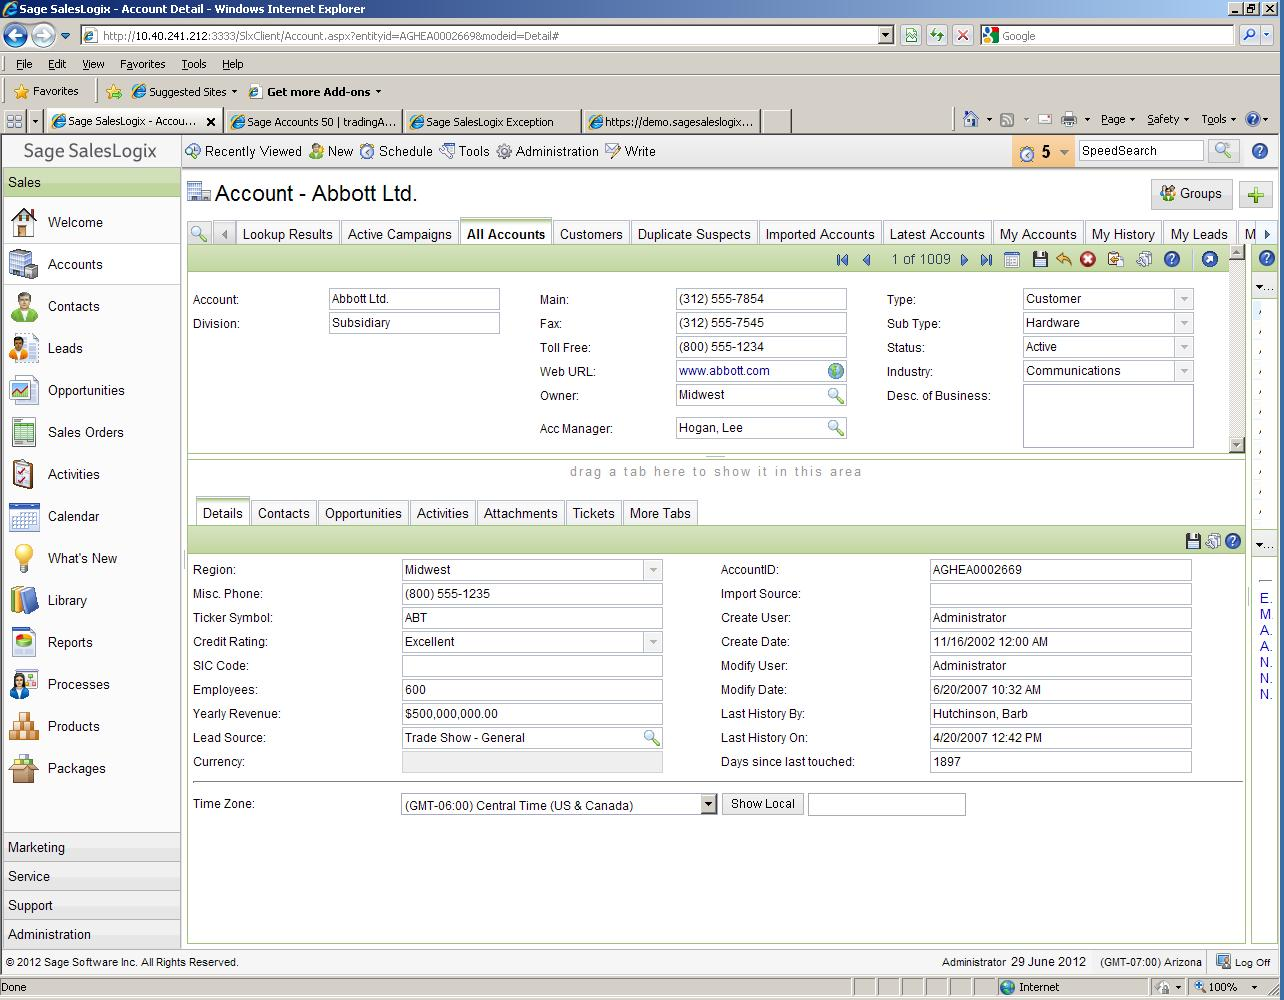 Sage SalesLogix - Account Detail - Windows Internet Explorer
http://10.40.241.212:3333/SlxClient/Account.aspx?entityid=AGHEA0002669&modeid=Detail#
Google
File Edit View Favorites Tools Help
Favorites Suggested Sites Get more Add-ons
Sage SalesLogix - Accou... Sage Accounts 50 | tradingA... Sage SalesLogix Exception https://demo.sagesaleslogix... Page Safety Tools
Sage SalesLogix Recently Viewed New Schedule Tools Administration Write 5 SpeedSearch
Sales
Welcome
Accounts
Contacts
Leads
Opportunities
Sales Orders
Activities
Calendar
What's New
Library
Reports
Processes
Products
Packages
Marketing
Service
Support
Administration
Account - Abbott Ltd. Groups
Lookup Results Active Campaigns All Accounts Customers Duplicate Suspects Imported Accounts Latest Accounts My Accounts My History My Leads M
1 of 1009
Account: Abbott Ltd. Main: (312) 555-7854 Type: Customer
Division: Subsidiary Fax: (312) 555-7545 Sub Type: Hardware
Toll Free: (800) 555-1234 Status: Active
Web URL: www.abbott.com Industry: Communications
Owner: Midwest Desc. of Business:
Acc Manager: Hogan, Lee
drag a tab here to show it in this area
Details Contacts Opportunities Activities Attachments Tickets More Tabs
Region: Midwest AccountID: AGHEA0002669
Misc. Phone: (800) 555-1235 Import Source:
Ticker Symbol: ABT Create User: Administrator
Credit Rating: Excellent Create Date: 11/16/2002 12:00 AM
SIC Code: Modify User: Administrator
Employees: 600 Modify Date: 6/20/2007 10:32 AM
Yearly Revenue: $500,000,000.00 Last History By: Hutchinson, Barb
Lead Source: Trade Show - General Last History On: 4/20/2007 12:42 PM
Currency: Days since last touched: 1897
Time Zone: (GMT-06:00) Central Time (US & Canada) Show Local
E.
M.
A.
A.
N.
N.
N.
© 2012 Sage Software Inc. All Rights Reserved. Administrator 29 June 2012 (GMT-07:00) Arizona Log Off
Done Internet 100%